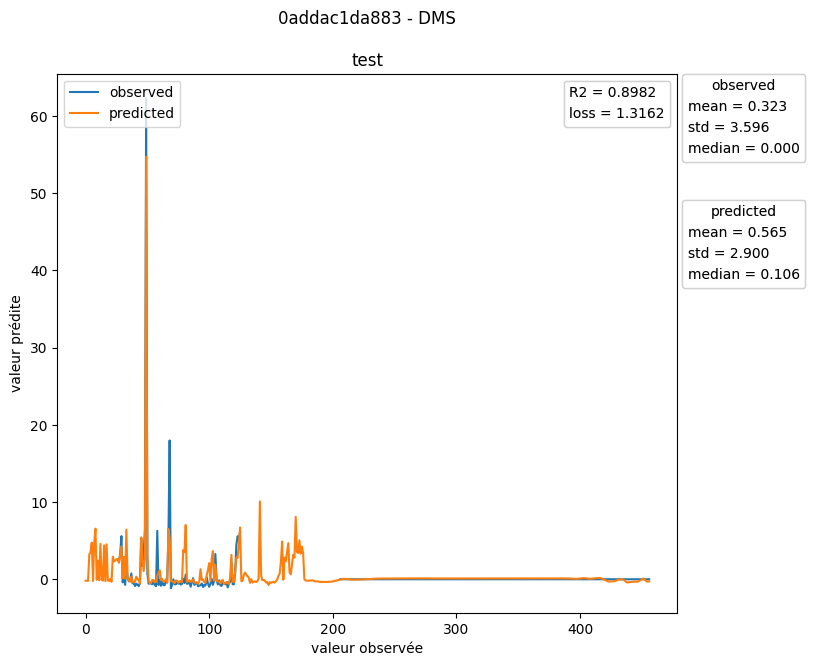 0addac1da883 - DMS
test
observed
predicted
R2 = 0.8982
loss = 1.3162
observed
mean = 0.323
std = 3.596
median = 0.000
predicted
mean = 0.565
std = 2.900
median = 0.106
valeur prédite
60
50
40
30
20
10
0
0
100
200
300
400
valeur observée